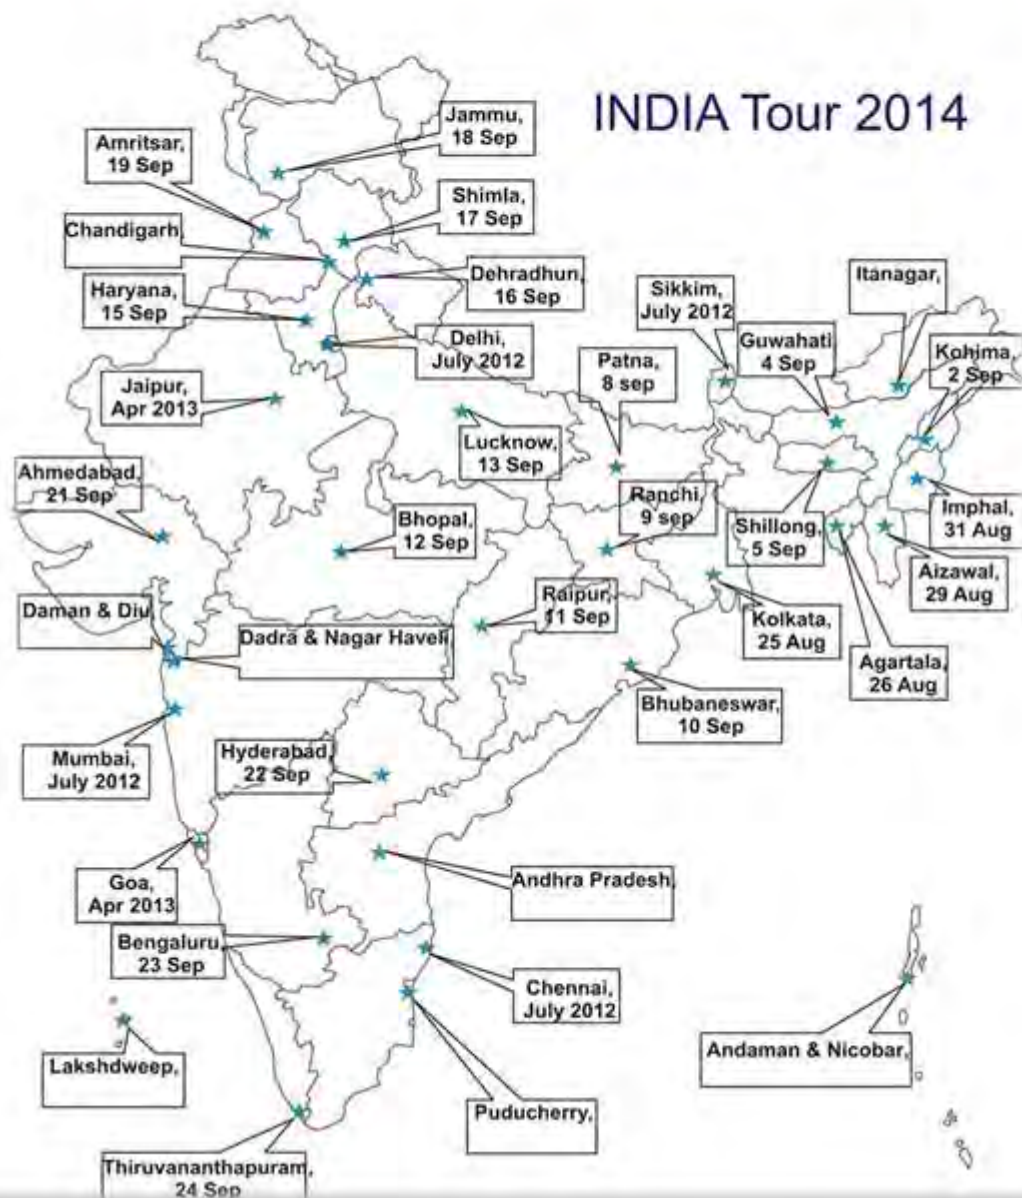 INDIA Tour 2014
Jammu,
18 Sep
Amritsar,
19 Sep
Shimla,
17 Sep
Chandigarh,
Dehradhun,
16 Sep
Haryana,
15 Sep
Delhi,
July 2012
Jaipur,
Apr 2013
Lucknow,
13 Sep
Patna,
8 sep
Sikkim,
July 2012
Itanagar,
Guwahati,
4 Sep
Kohima,
2 Sep
Imphal,
31 Aug
Ahmedabad,
21 Sep
Bhopal,
12 Sep
Ranchi,
9 sep
Shillong,
5 Sep
Aizawal,
29 Aug
Raipur,
11 Sep
Kolkata,
25 Aug
Agartala,
26 Aug
Daman & Diu
Dadra & Nagar Haveli,
Bhubaneswar,
10 Sep
Mumbai,
July 2012
Hyderabad,
22 Sep
Goa,
Apr 2013
Andhra Pradesh,
Bengaluru,
23 Sep
Chennai,
July 2012
Lakshdweep,
Puducherry,
Andaman & Nicobar,
Thiruvananthapuram,
24 Sep